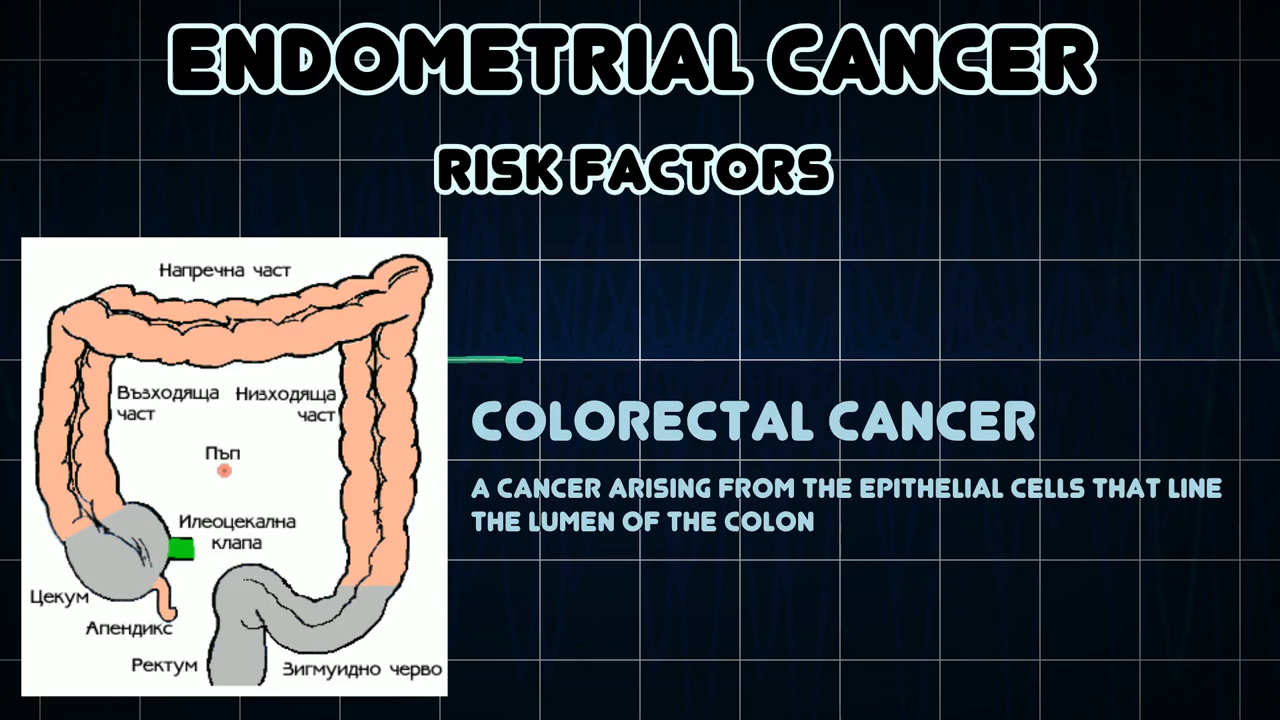 ENDOMETRIAL CANCER
RISK FACTORS
Напречна част
Възходяща
част
Низходяща
част
Пъп
Илеоцекална
клапа
Цекум
Апендикс
Ректум
Зигмуидно черво
COLORECTAL CANCER
A CANCER ARISING FROM THE EPITHELIAL CELLS THAT LINE
THE LUMEN OF THE COLON